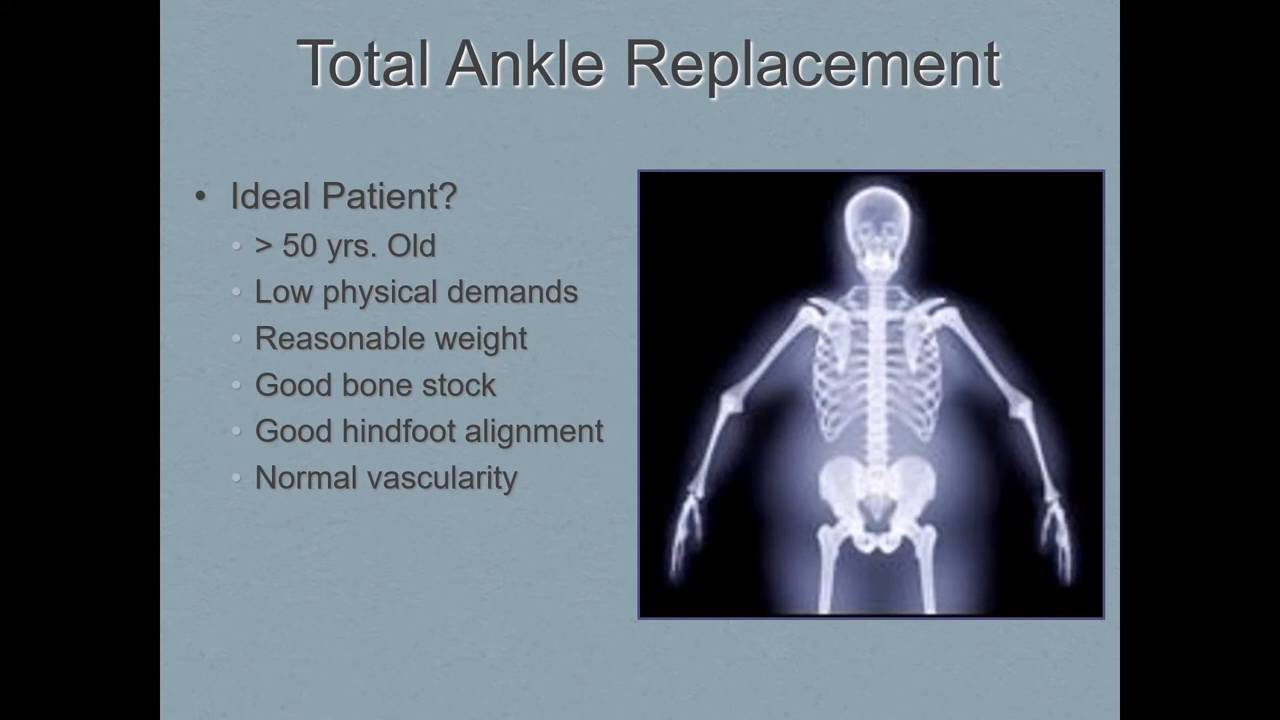 Total Ankle Replacement
• Ideal Patient?
• > 50 yrs. Old
• Low physical demands
• Reasonable weight
• Good bone stock
• Good hindfoot alignment
• Normal vascularity